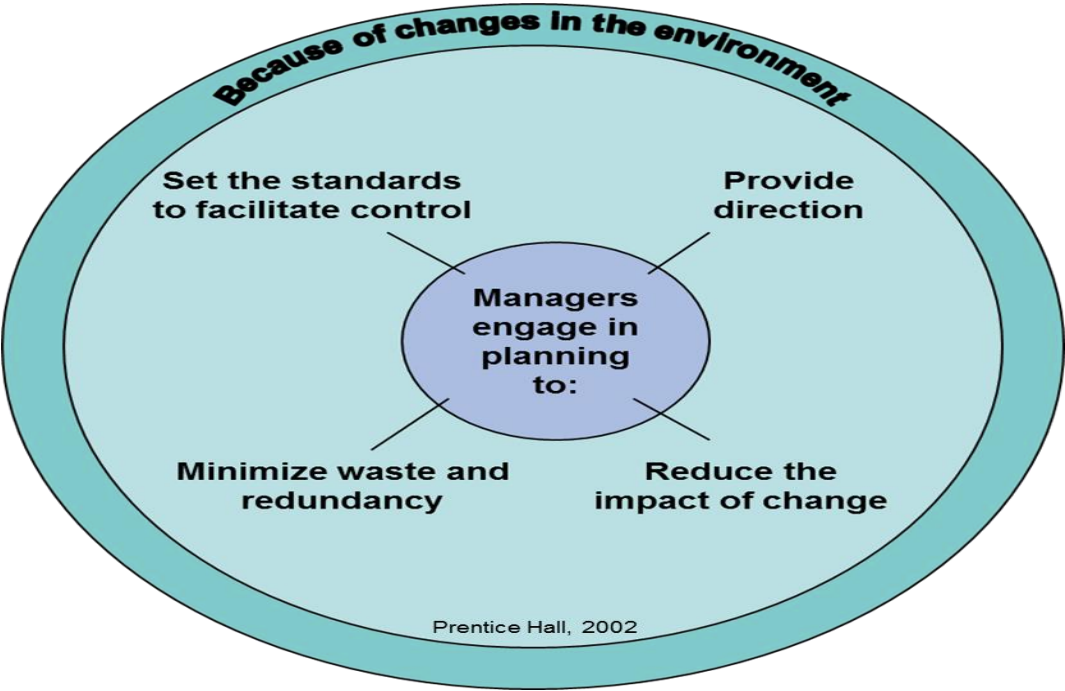 Because of changes in the environment
Set the standards
to facilitate control
Provide
direction
Managers
engage in
planning
to:
Minimize waste and
redundancy
Reduce the
impact of change
Prentice Hall, 2002